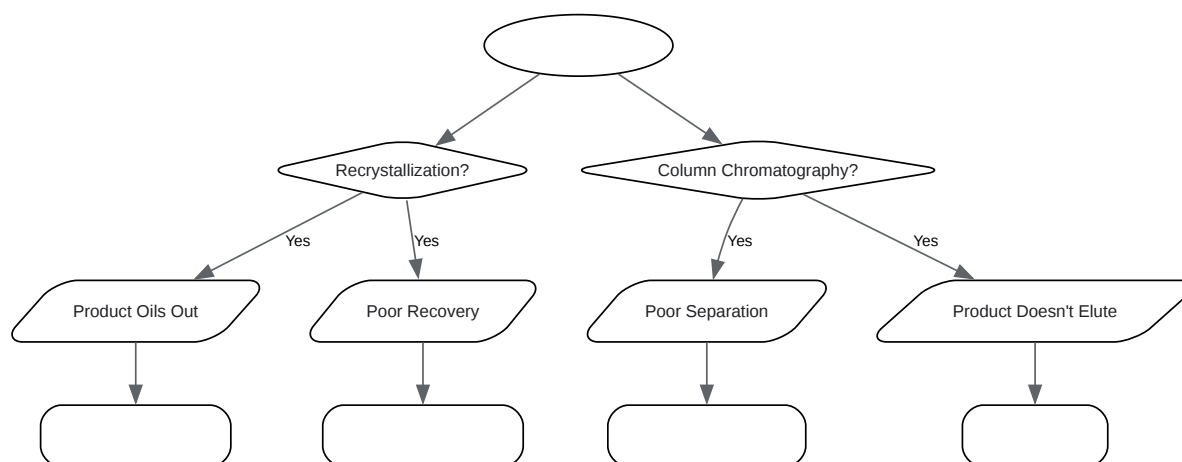 Recrystallization?
Column Chromatography?
Yes
Yes
Yes
Yes
Product Oils Out
Poor Recovery
Poor Separation
Product Doesn't Elute